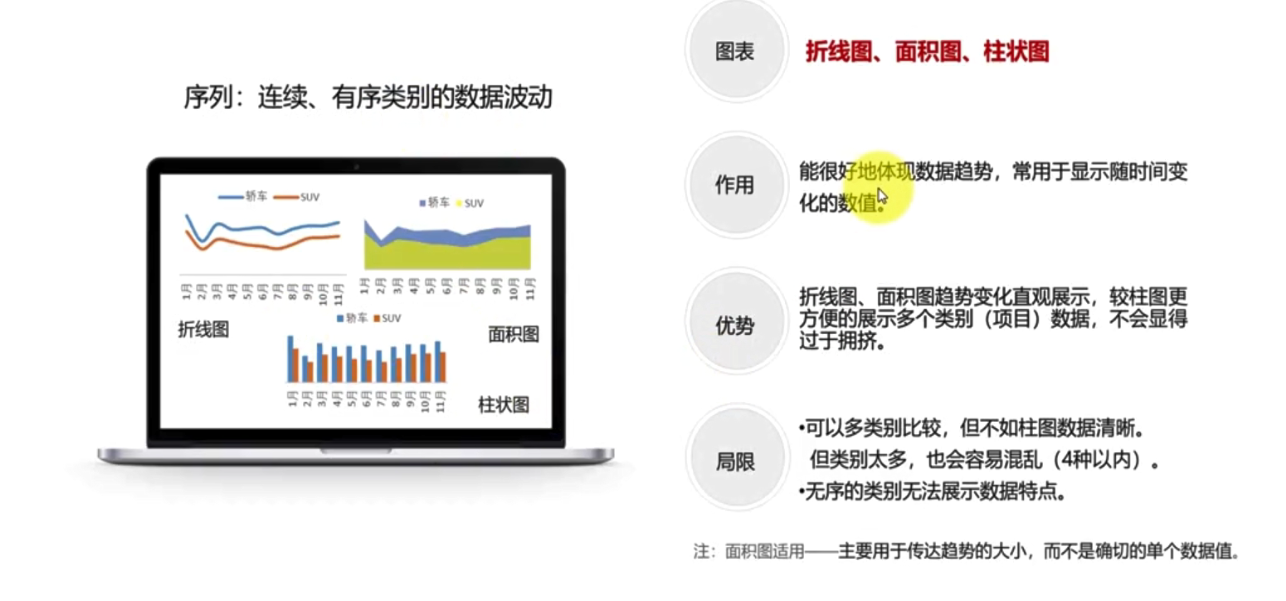 序列：连续、有序类别的数据波动
轿车 SUV
1月 2月 3月 4月 5月 6月 7月 8月 9月 10月 11月
折线图
轿车 SUV
1月 2月 3月 4月 5月 6月 7月 8月 9月 10月 11月
面积图
轿车 SUV
1月 2月 3月 4月 5月 6月 7月 8月 9月 10月 11月
柱状图
图表
折线图、面积图、柱状图
作用
能很好地体现数据趋势，常用于显示随时间变
化的数值。
优势
折线图、面积图趋势变化直观展示，较柱图更
方便的展示多个类别（项目）数据，不会显得
过于拥挤。
局限
•可以多类别比较，但不如柱图数据清晰。
但类别太多，也会容易混乱（4种以内）。
•无序的类别无法展示数据特点。
注：面积图适用——主要用于传达趋势的大小，而不是确切的单个数据值。